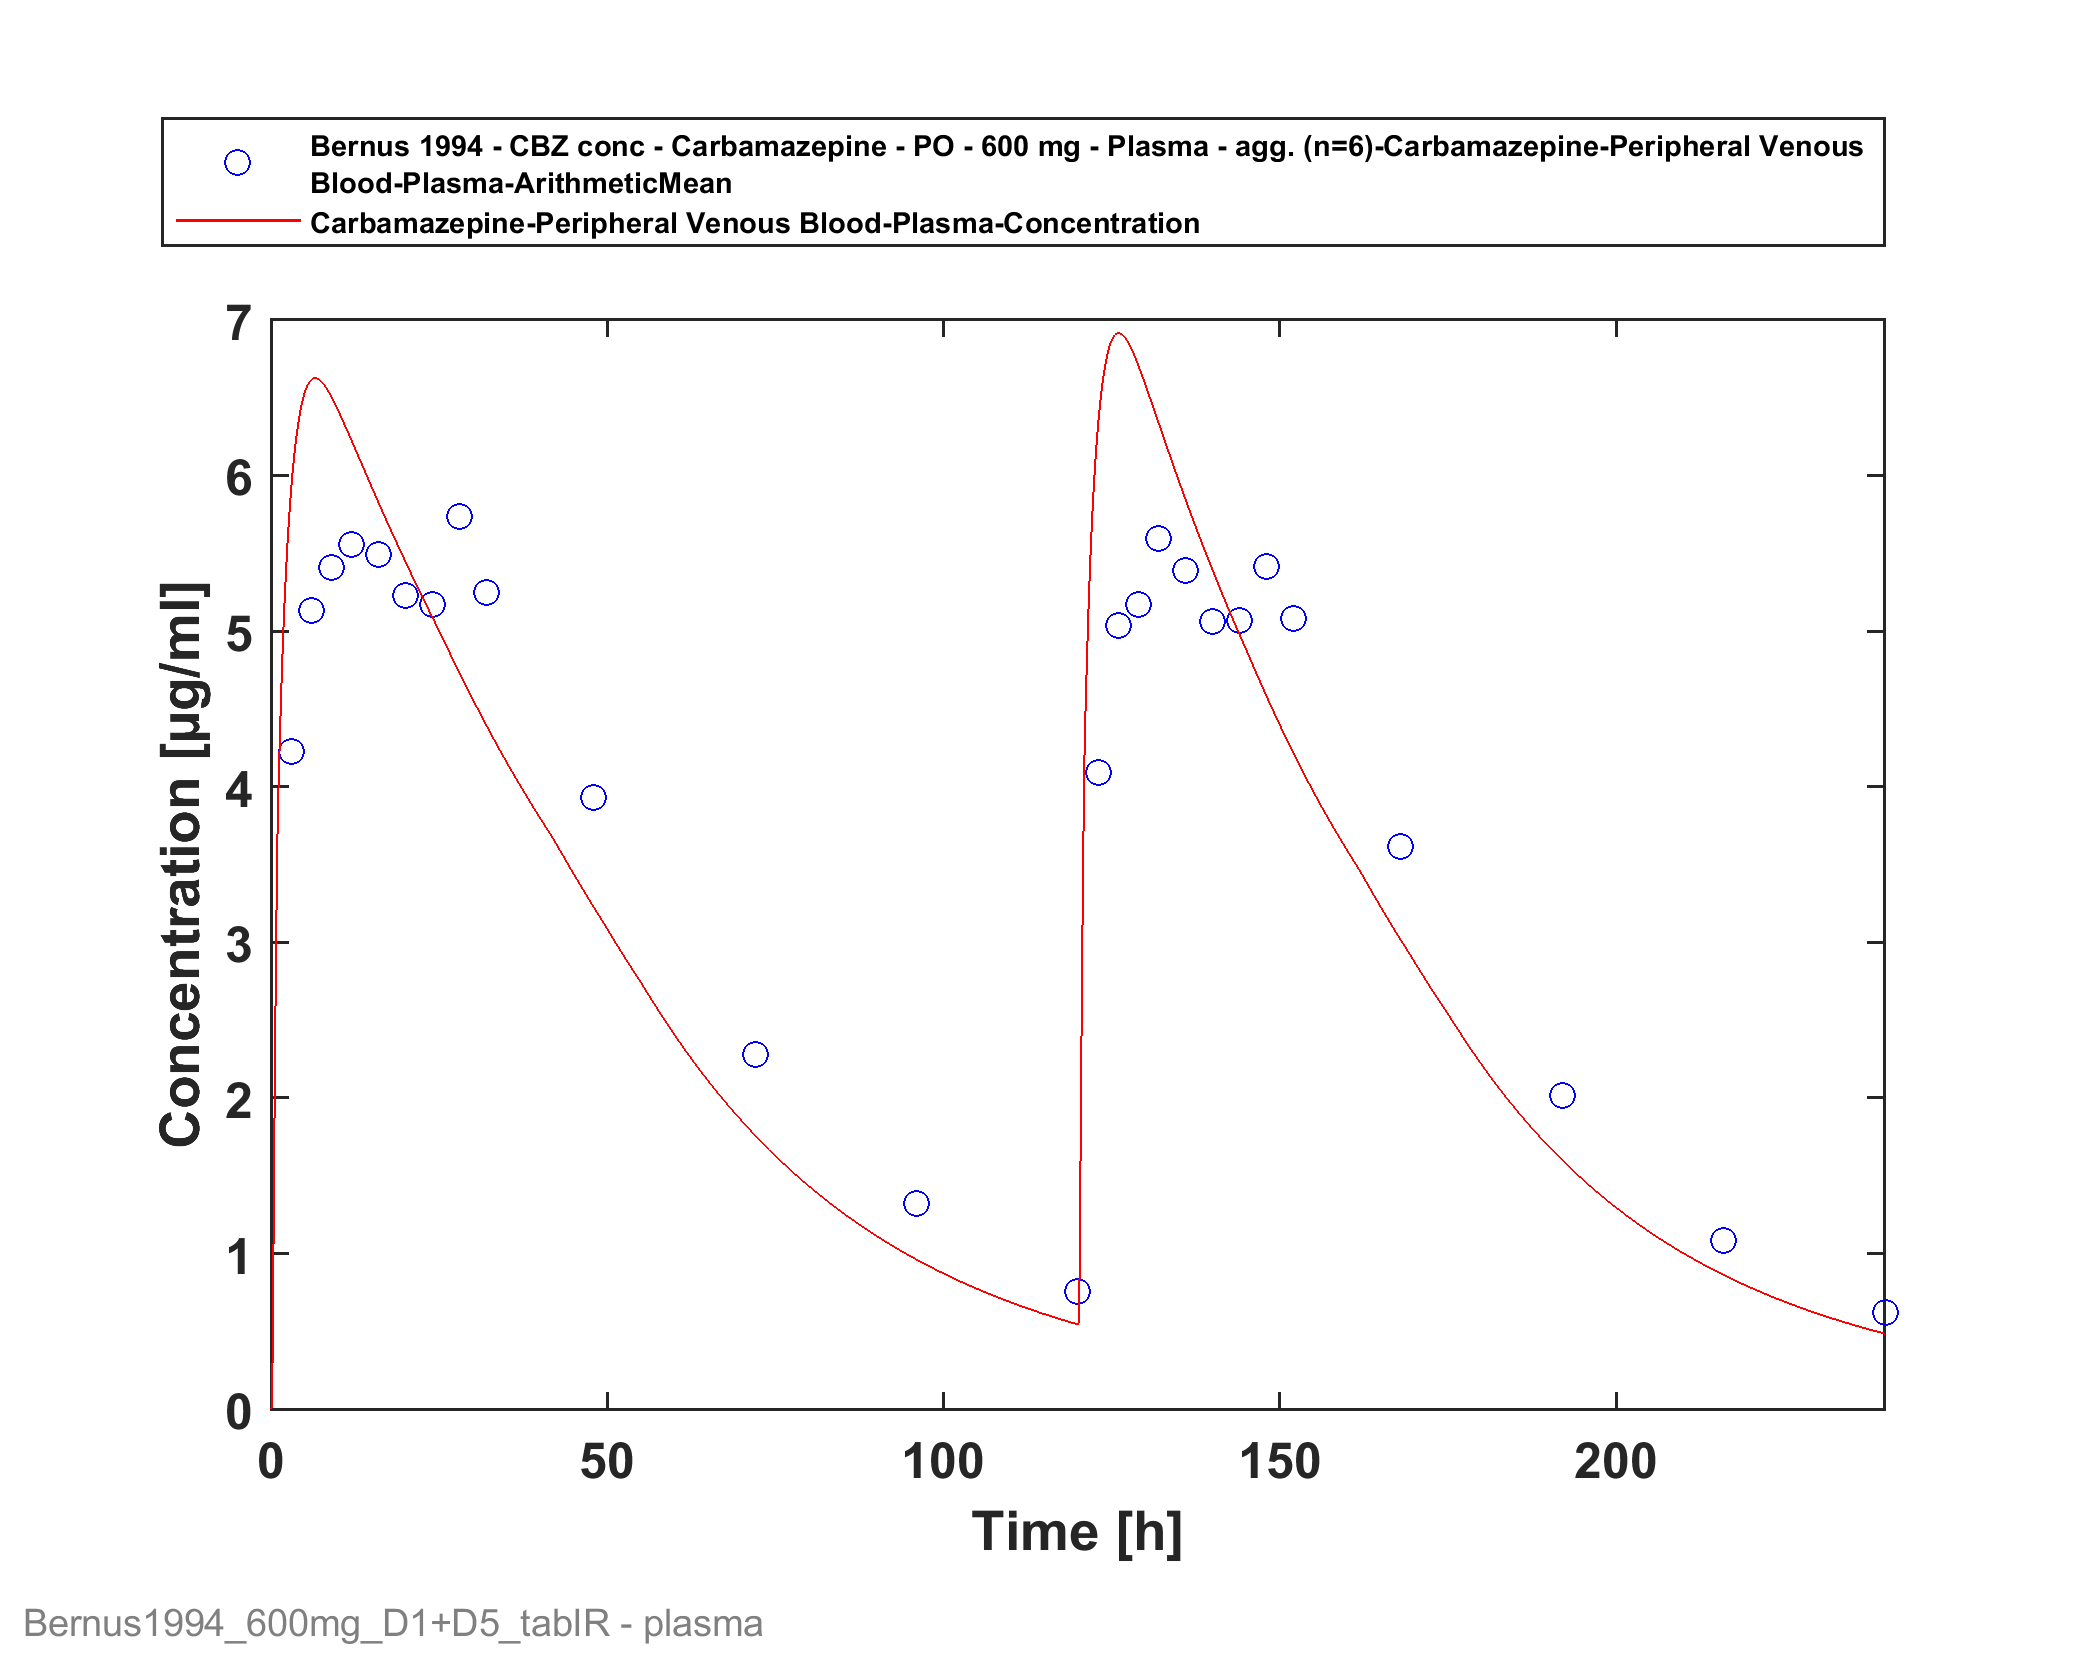 Bernus 1994 - CBZ conc - Carbamazepine - PO - 600 mg - Plasma - agg. (n=6)-Carbamazepine-Peripheral Venous
Blood-Plasma-ArithmeticMean
Carbamazepine-Peripheral Venous Blood-Plasma-Concentration
7
6
5
4
3
2
1
0
Concentration [µg/ml]
0 50 100 150 200
Time [h]
Bernus1994_600mg_D1+D5_tabIR - plasma